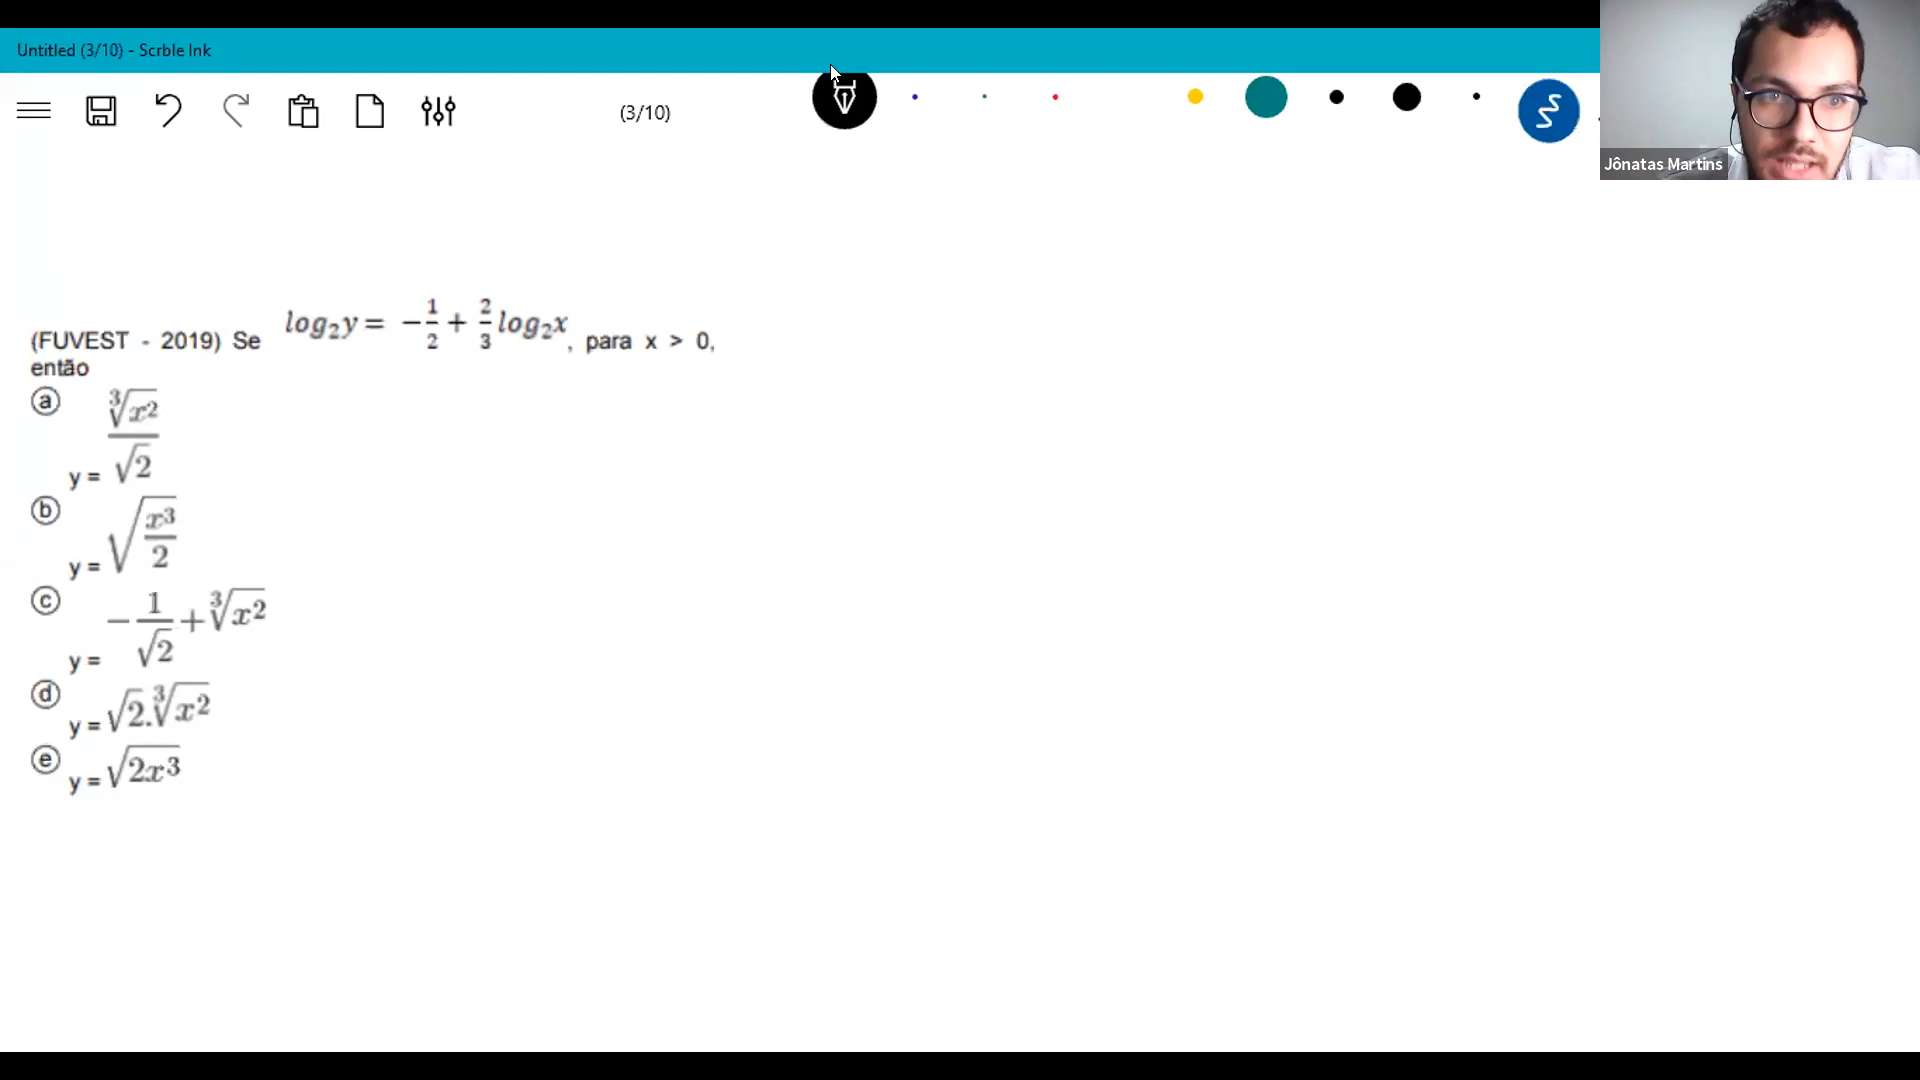 Untitled (3/10) - Scrble Ink
(3/10)
Jônatas Martins
(FUVEST - 2019) Se log₂y = -1/2 + 2/3 log₂x, para x > 0,
então
ⓐ y = ∛x² / √2
ⓑ y = √(x³/2)
ⓒ y = -1/√2 + ∛x²
ⓓ y = √2.∛x²
ⓔ y = √2x³